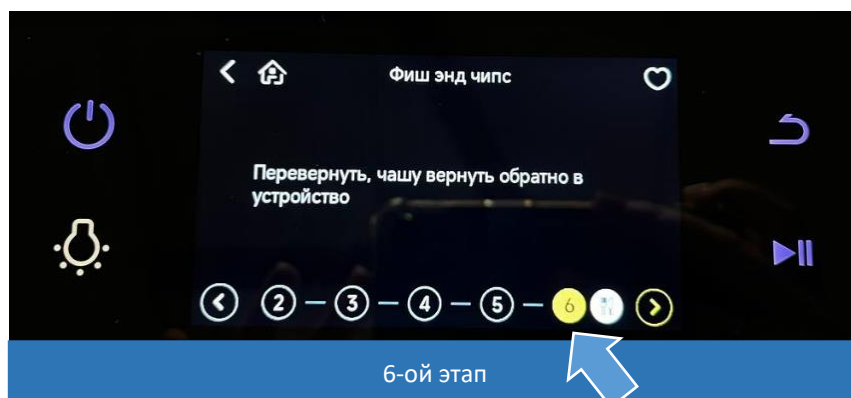 Фиш энд чипс
Перевернуть, чашу вернуть обратно в
устройство
2 3 4 5 6
6-ой этап